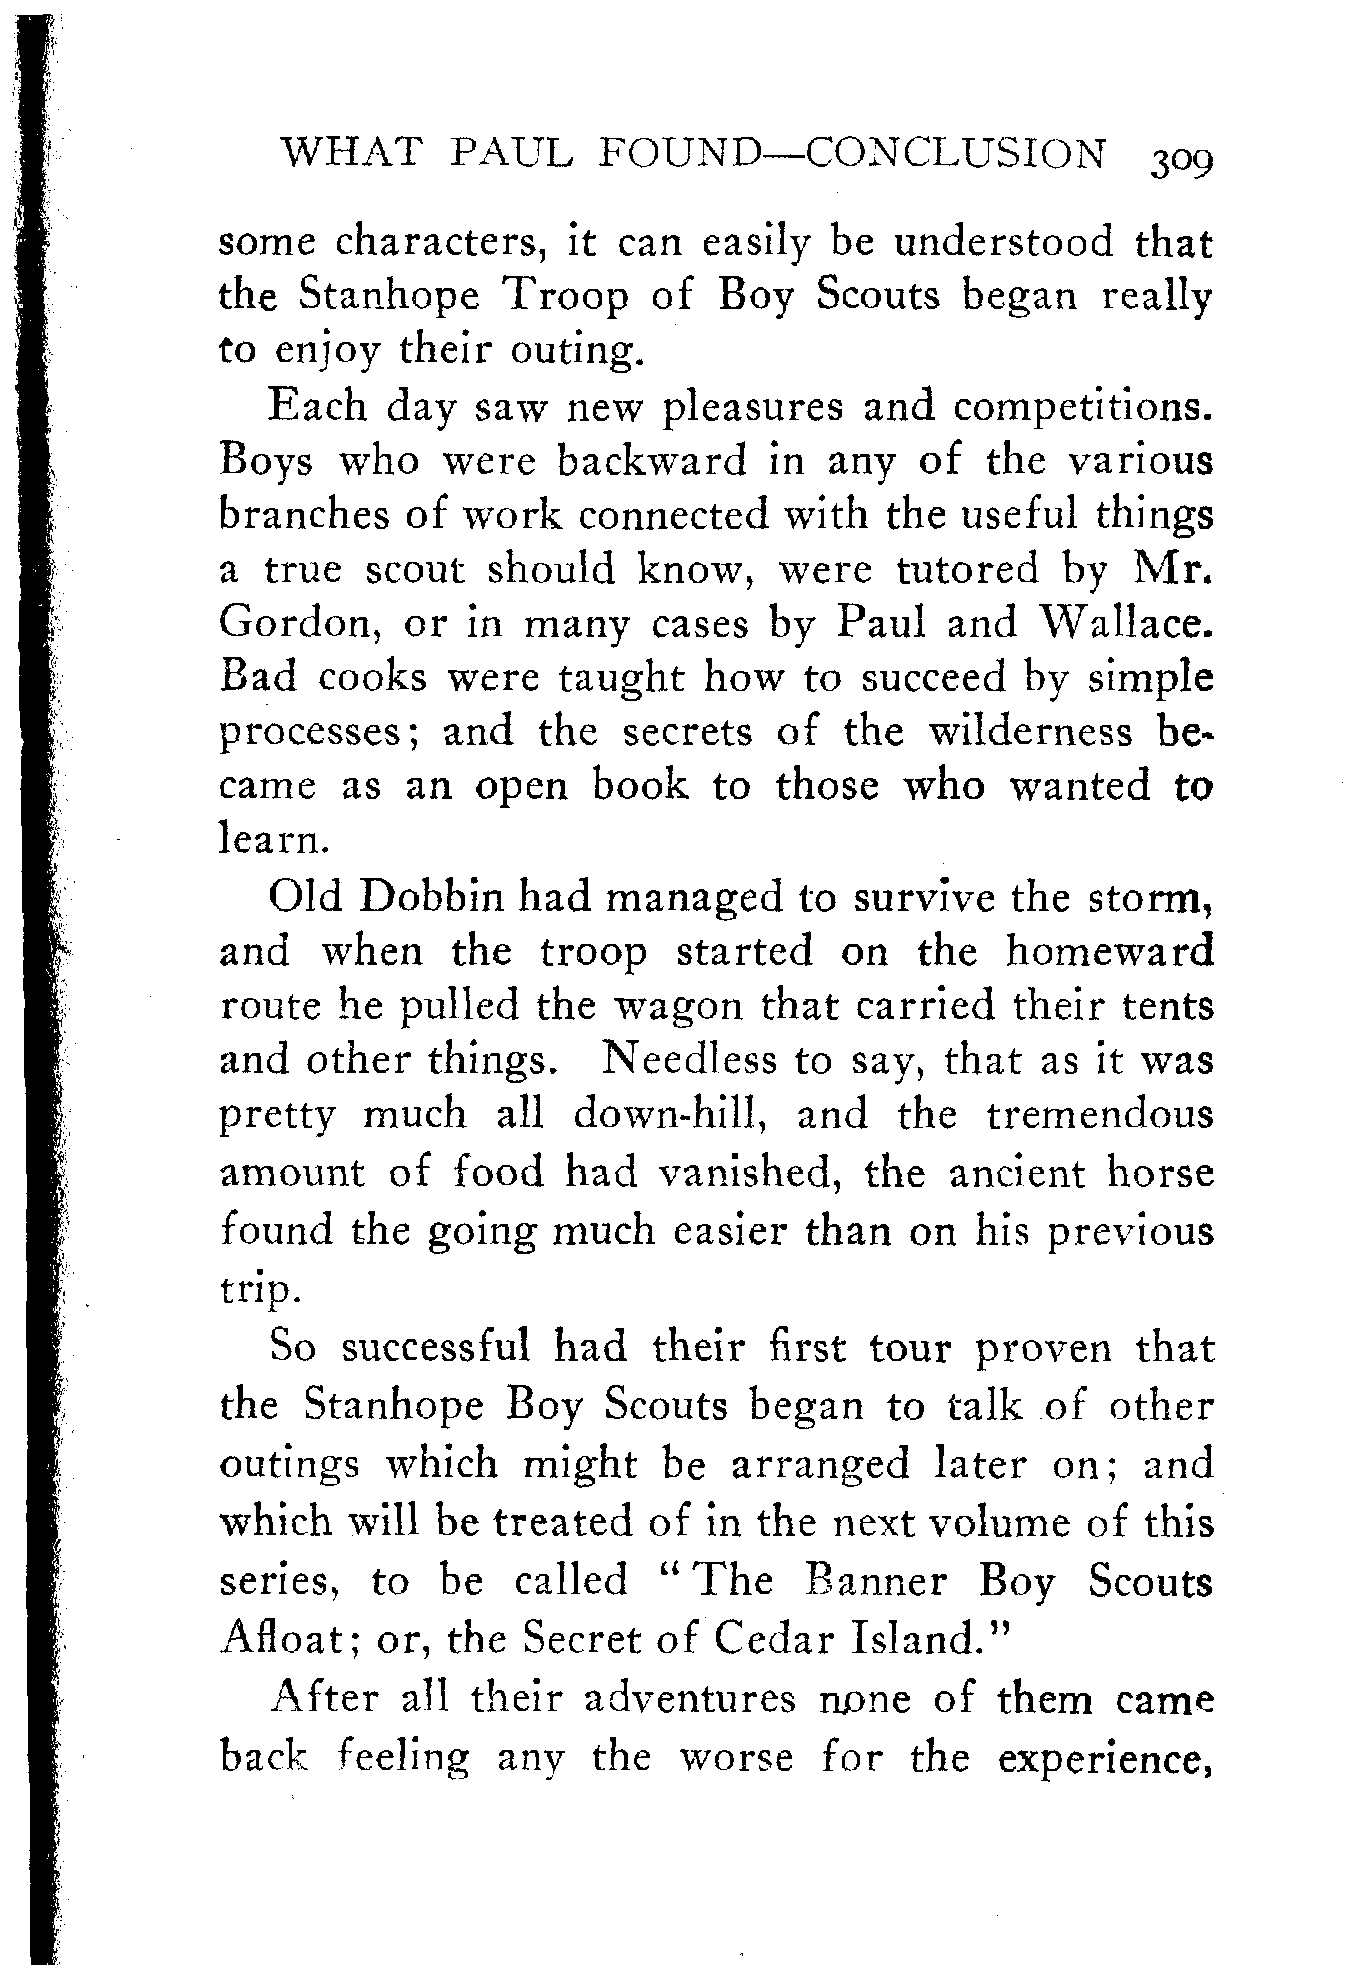 WHAT PAUL FOUND—CONCLUSION 309
some characters, it can easily be understood that
the Stanhope Troop of Boy Scouts began really
to enjoy their outing.
Each day saw new pleasures and competitions.
Boys who were backward in any of the various
branches of work connected with the useful things
a true scout should know, were tutored by Mr.
Gordon, or in many cases by Paul and Wallace.
Bad cooks were taught how to succeed by simple
processes; and the secrets of the wilderness be-
came as an open book to those who wanted to
learn.
Old Dobbin had managed to survive the storm,
and when the troop started on the homeward
route he pulled the wagon that carried their tents
and other things. Needless to say, that as it was
pretty much all down-hill, and the tremendous
amount of food had vanished, the ancient horse
found the going much easier than on his previous
trip.
So successful had their first tour proven that
the Stanhope Boy Scouts began to talk of other
outings which might be arranged later on; and
which will be treated of in the next volume of this
series, to be called “ The Banner Boy Scouts
Afloat; or, the Secret of Cedar Island.”
After all their adventures none of them came
back feeling any the worse for the experience,